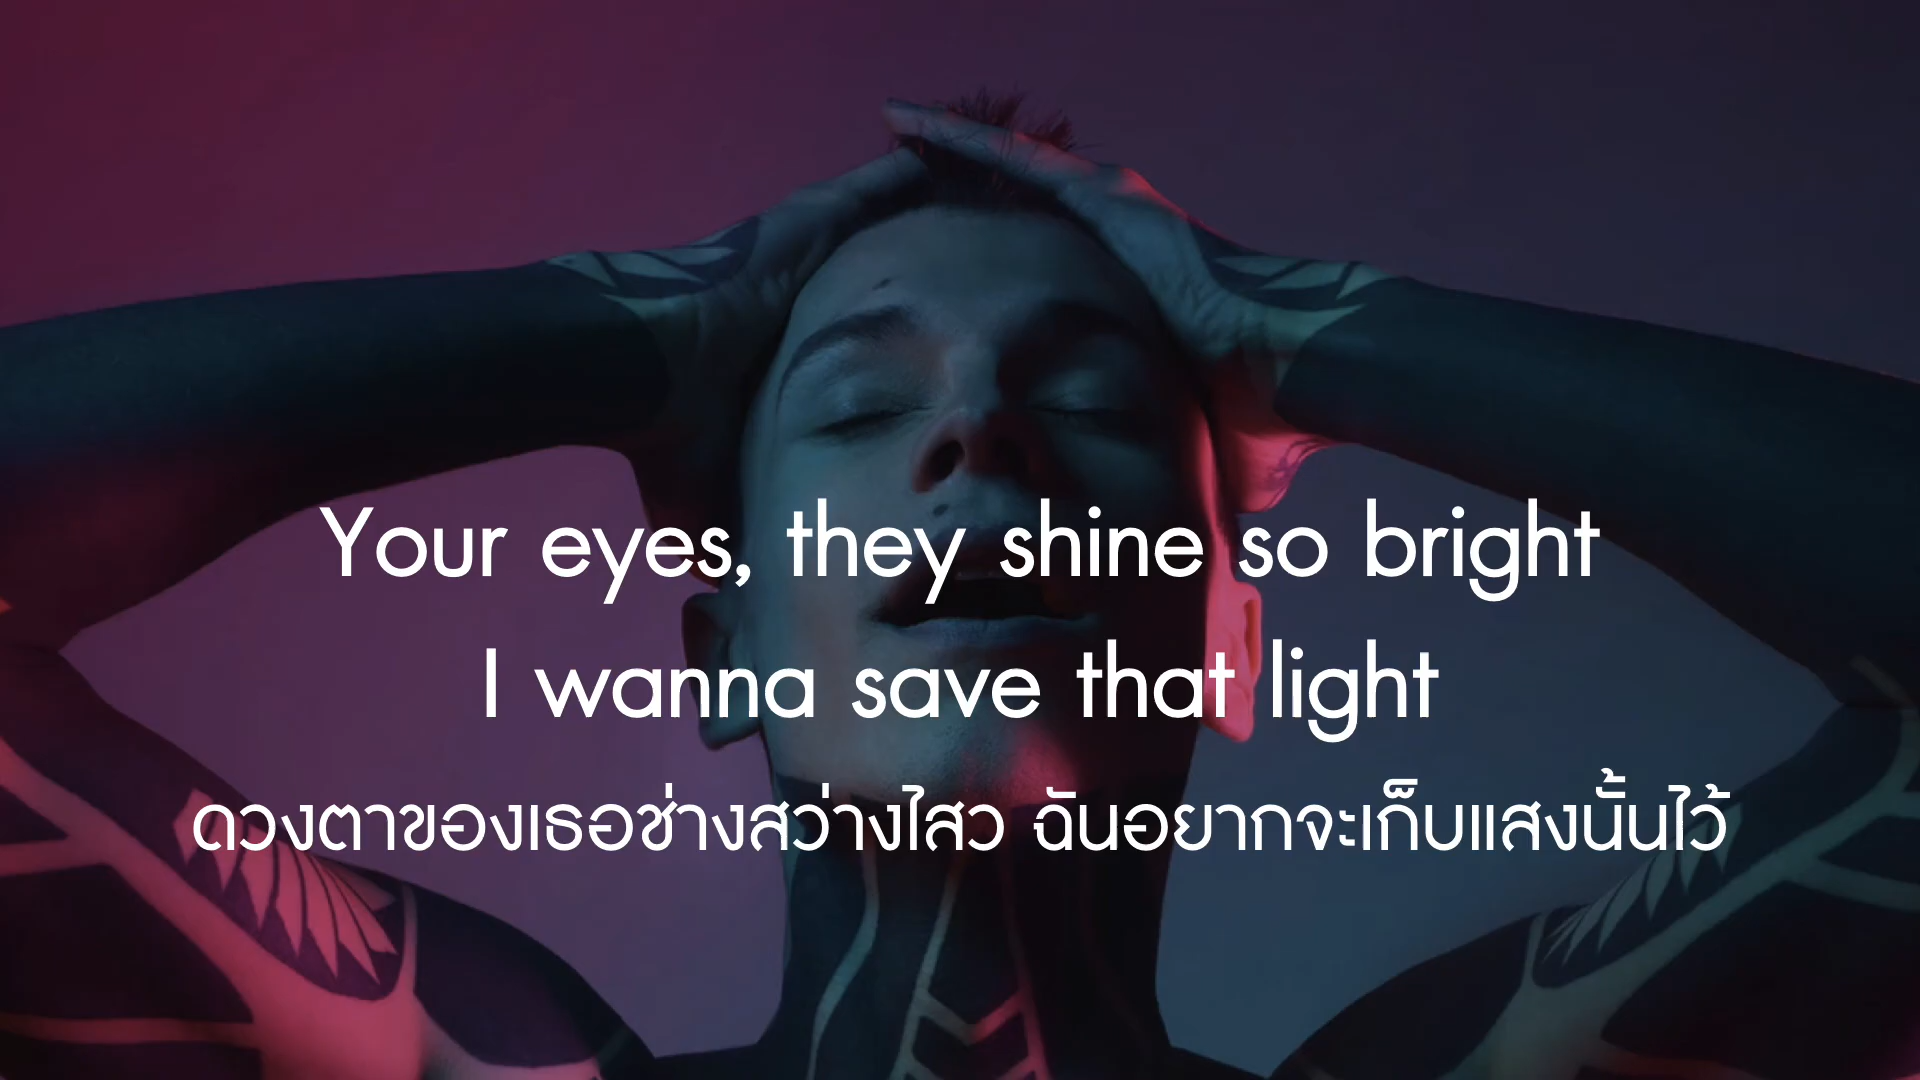 Your eyes, they shine so bright
I wanna save that light
ดวงตาของเธอช่างสว่างไสว ฉันอยากจะเก็บแสงนั้นไว้